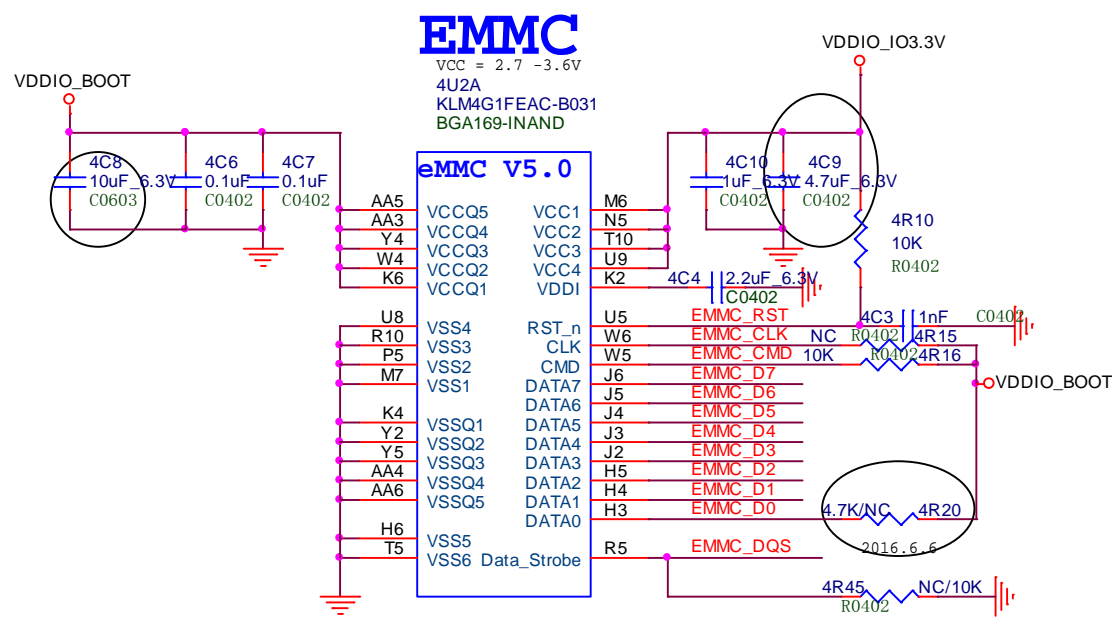 EMMC
VCC = 2.7 -3.6V
4U2A
KLM4G1FEAC-B031
BGA169-INAND
VDDIO_BOOT
VDDIO_IO3.3V
4C8
10uF_6.3V
C0603
4C6
0.1uF
C0402
4C7
0.1uF
C0402
eMMC V5.0
4C10
1uF_6.3V
C0402
4C9
4.7uF_6.3V
C0402
4R10
10K
R0402
AA5 VCCQ5 VCC1 M6
AA3 VCCQ4 VCC2 N5
Y4 VCCQ3 VCC3 T10
W4 VCCQ2 VCC4 U9
K6 VCCQ1 VDDI K2
4C4 2.2uF_6.3V
C0402
U8 VSS4 RST_n U5 EMMC_RST
4C3 1nF C0402
R10 VSS3 CLK W6 EMMC_CLK NC R0402 4R15
P5 VSS2 CMD W5 EMMC_CMD 10K R0402 4R16
M7 VSS1 DATA7 J6 EMMC_D7
VDDIO_BOOT
DATA6 J5 EMMC_D6
K4 VSSQ1 DATA5 J4 EMMC_D5
Y2 VSSQ2 DATA4 J3 EMMC_D4
Y5 VSSQ3 DATA3 J2 EMMC_D3
AA4 VSSQ4 DATA2 H5 EMMC_D2
AA6 VSSQ5 DATA1 H4 EMMC_D1
DATA0 H3 EMMC_D0 4.7K/NC 4R20
2016.6.6
H6 VSS5
T5 VSS6 Data_Strobe R5 EMMC_DQS
4R45 NC/10K
R0402